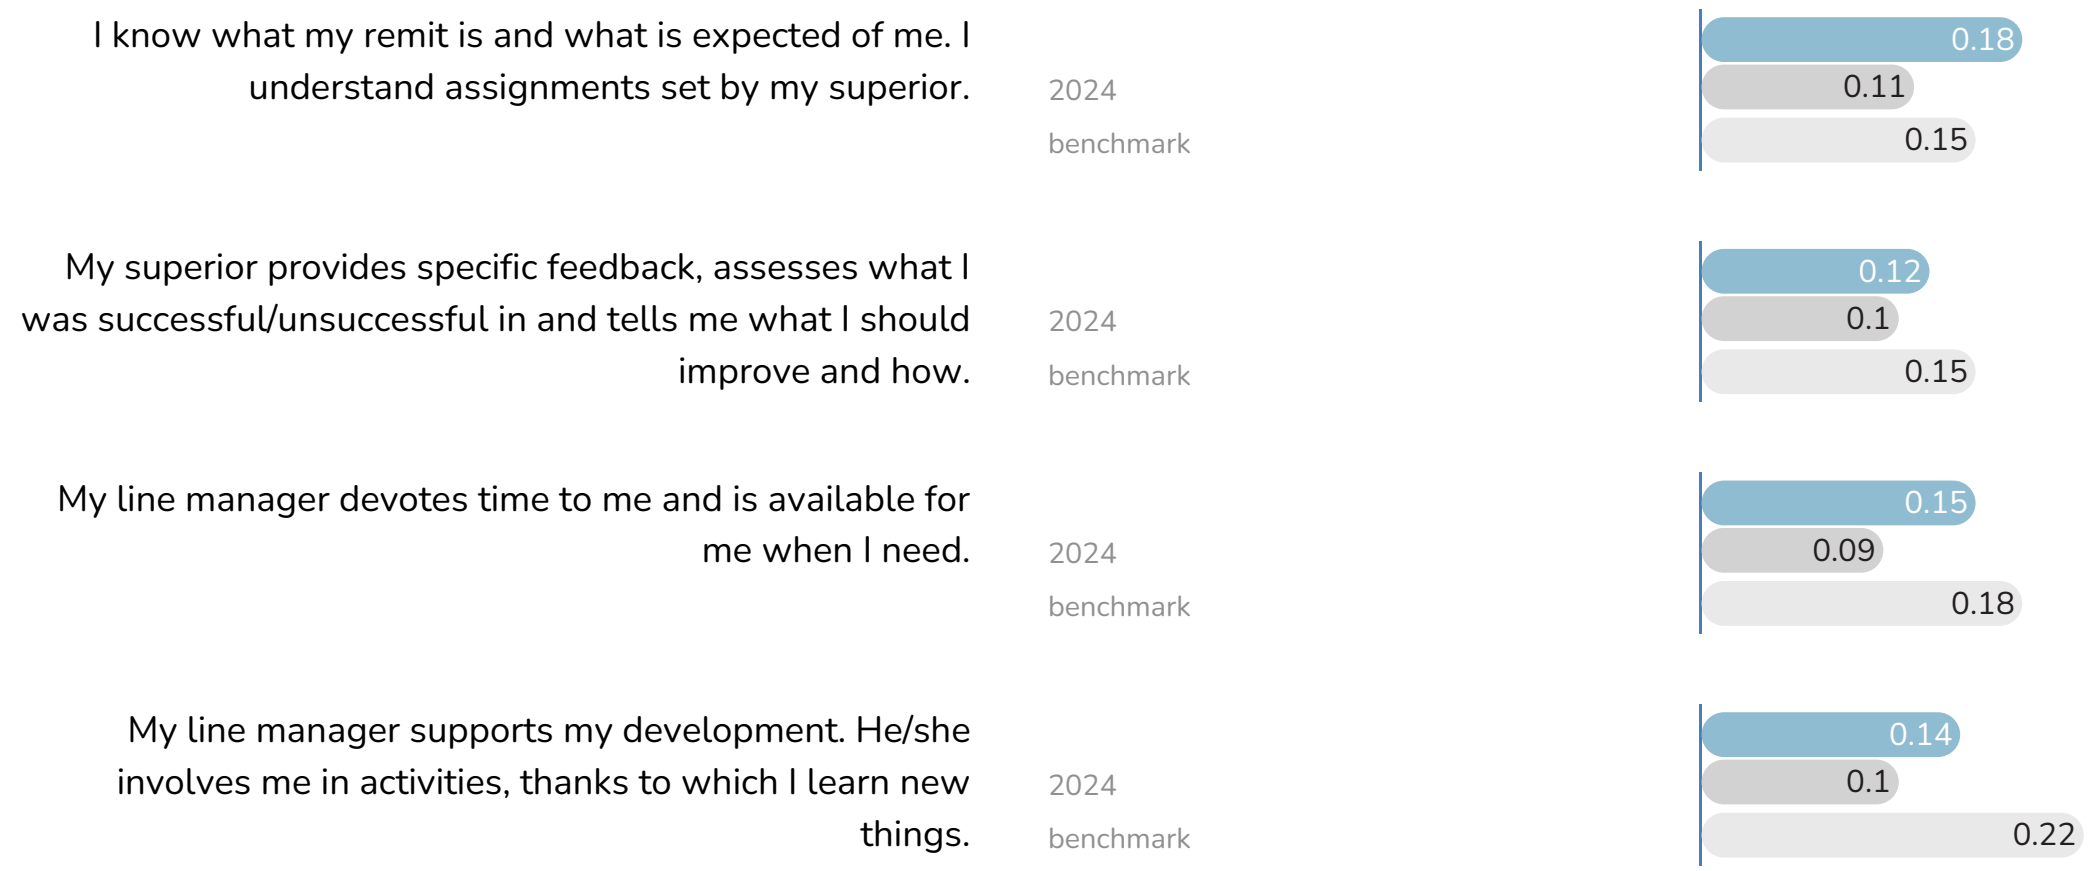 I know what my remit is and what is expected of me. I
understand assignments set by my superior.
0.18
2024 0.11
benchmark 0.15
My superior provides specific feedback, assesses what I
was successful/unsuccessful in and tells me what I should
improve and how.
0.12
2024 0.1
benchmark 0.15
My line manager devotes time to me and is available for
me when I need.
0.15
2024 0.09
benchmark 0.18
My line manager supports my development. He/she
involves me in activities, thanks to which I learn new
things.
0.14
2024 0.1
benchmark 0.22